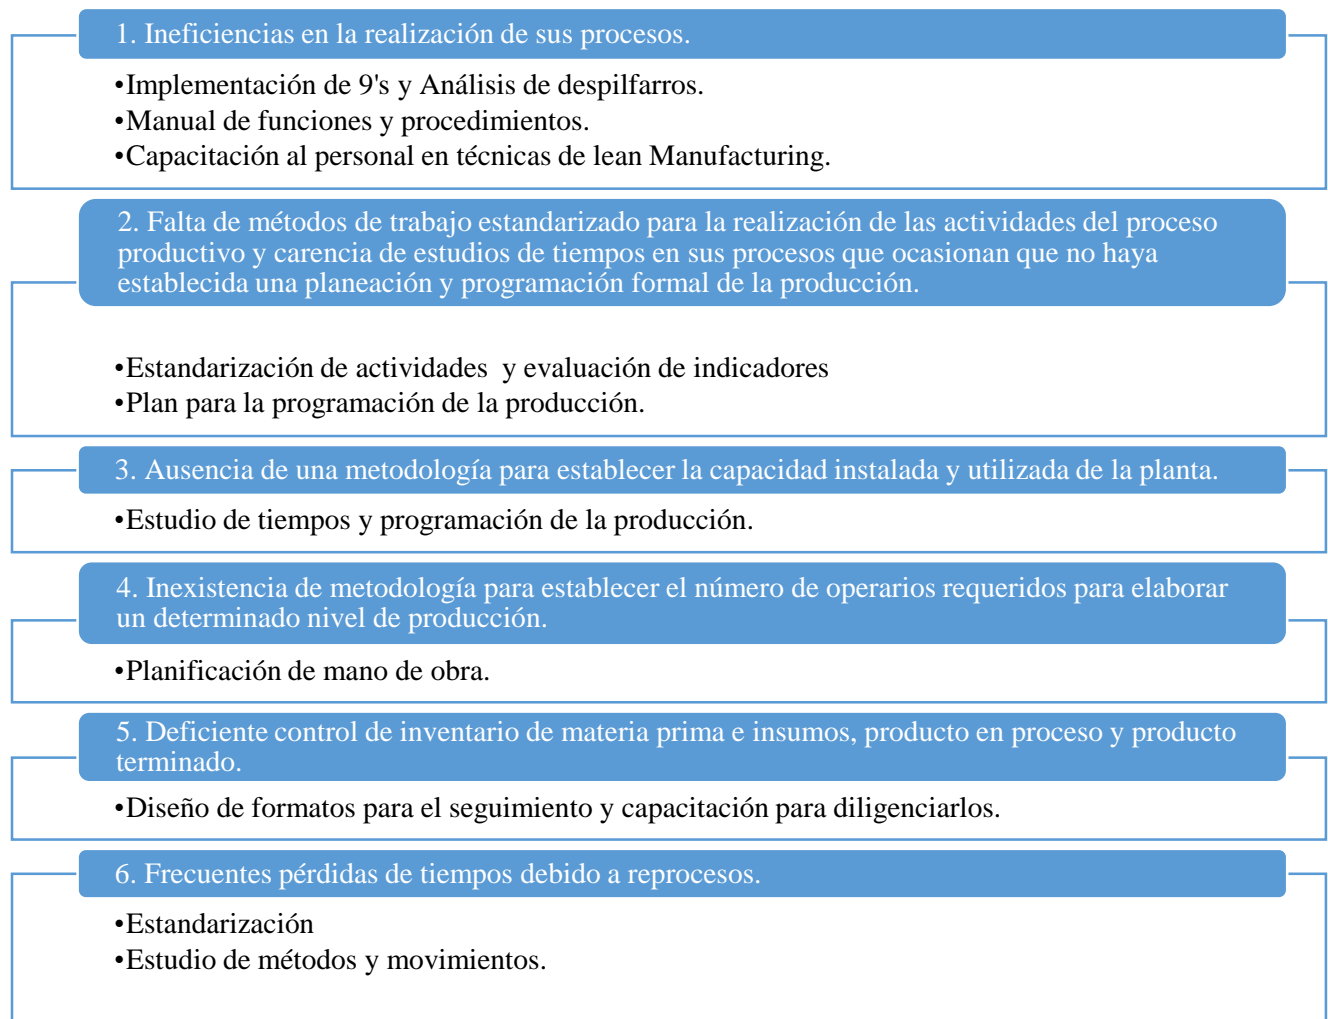 1. Ineficiencias en la realización de sus procesos.
•Implementación de 9's y Análisis de despilfarros.
•Manual de funciones y procedimientos.
•Capacitación al personal en técnicas de lean Manufacturing.
2. Falta de métodos de trabajo estandarizado para la realización de las actividades del proceso
productivo y carencia de estudios de tiempos en sus procesos que ocasionan que no haya
establecida una planeación y programación formal de la producción.
•Estandarización de actividades  y evaluación de indicadores
•Plan para la programación de la producción.
3. Ausencia de una metodología para establecer la capacidad instalada y utilizada de la planta.
•Estudio de tiempos y programación de la producción.
4. Inexistencia de metodología para establecer el número de operarios requeridos para elaborar
un determinado nivel de producción.
•Planificación de mano de obra.
5. Deficiente control de inventario de materia prima e insumos, producto en proceso y producto
terminado.
•Diseño de formatos para el seguimiento y capacitación para diligenciarlos.
6. Frecuentes pérdidas de tiempos debido a reprocesos.
•Estandarización
•Estudio de métodos y movimientos.